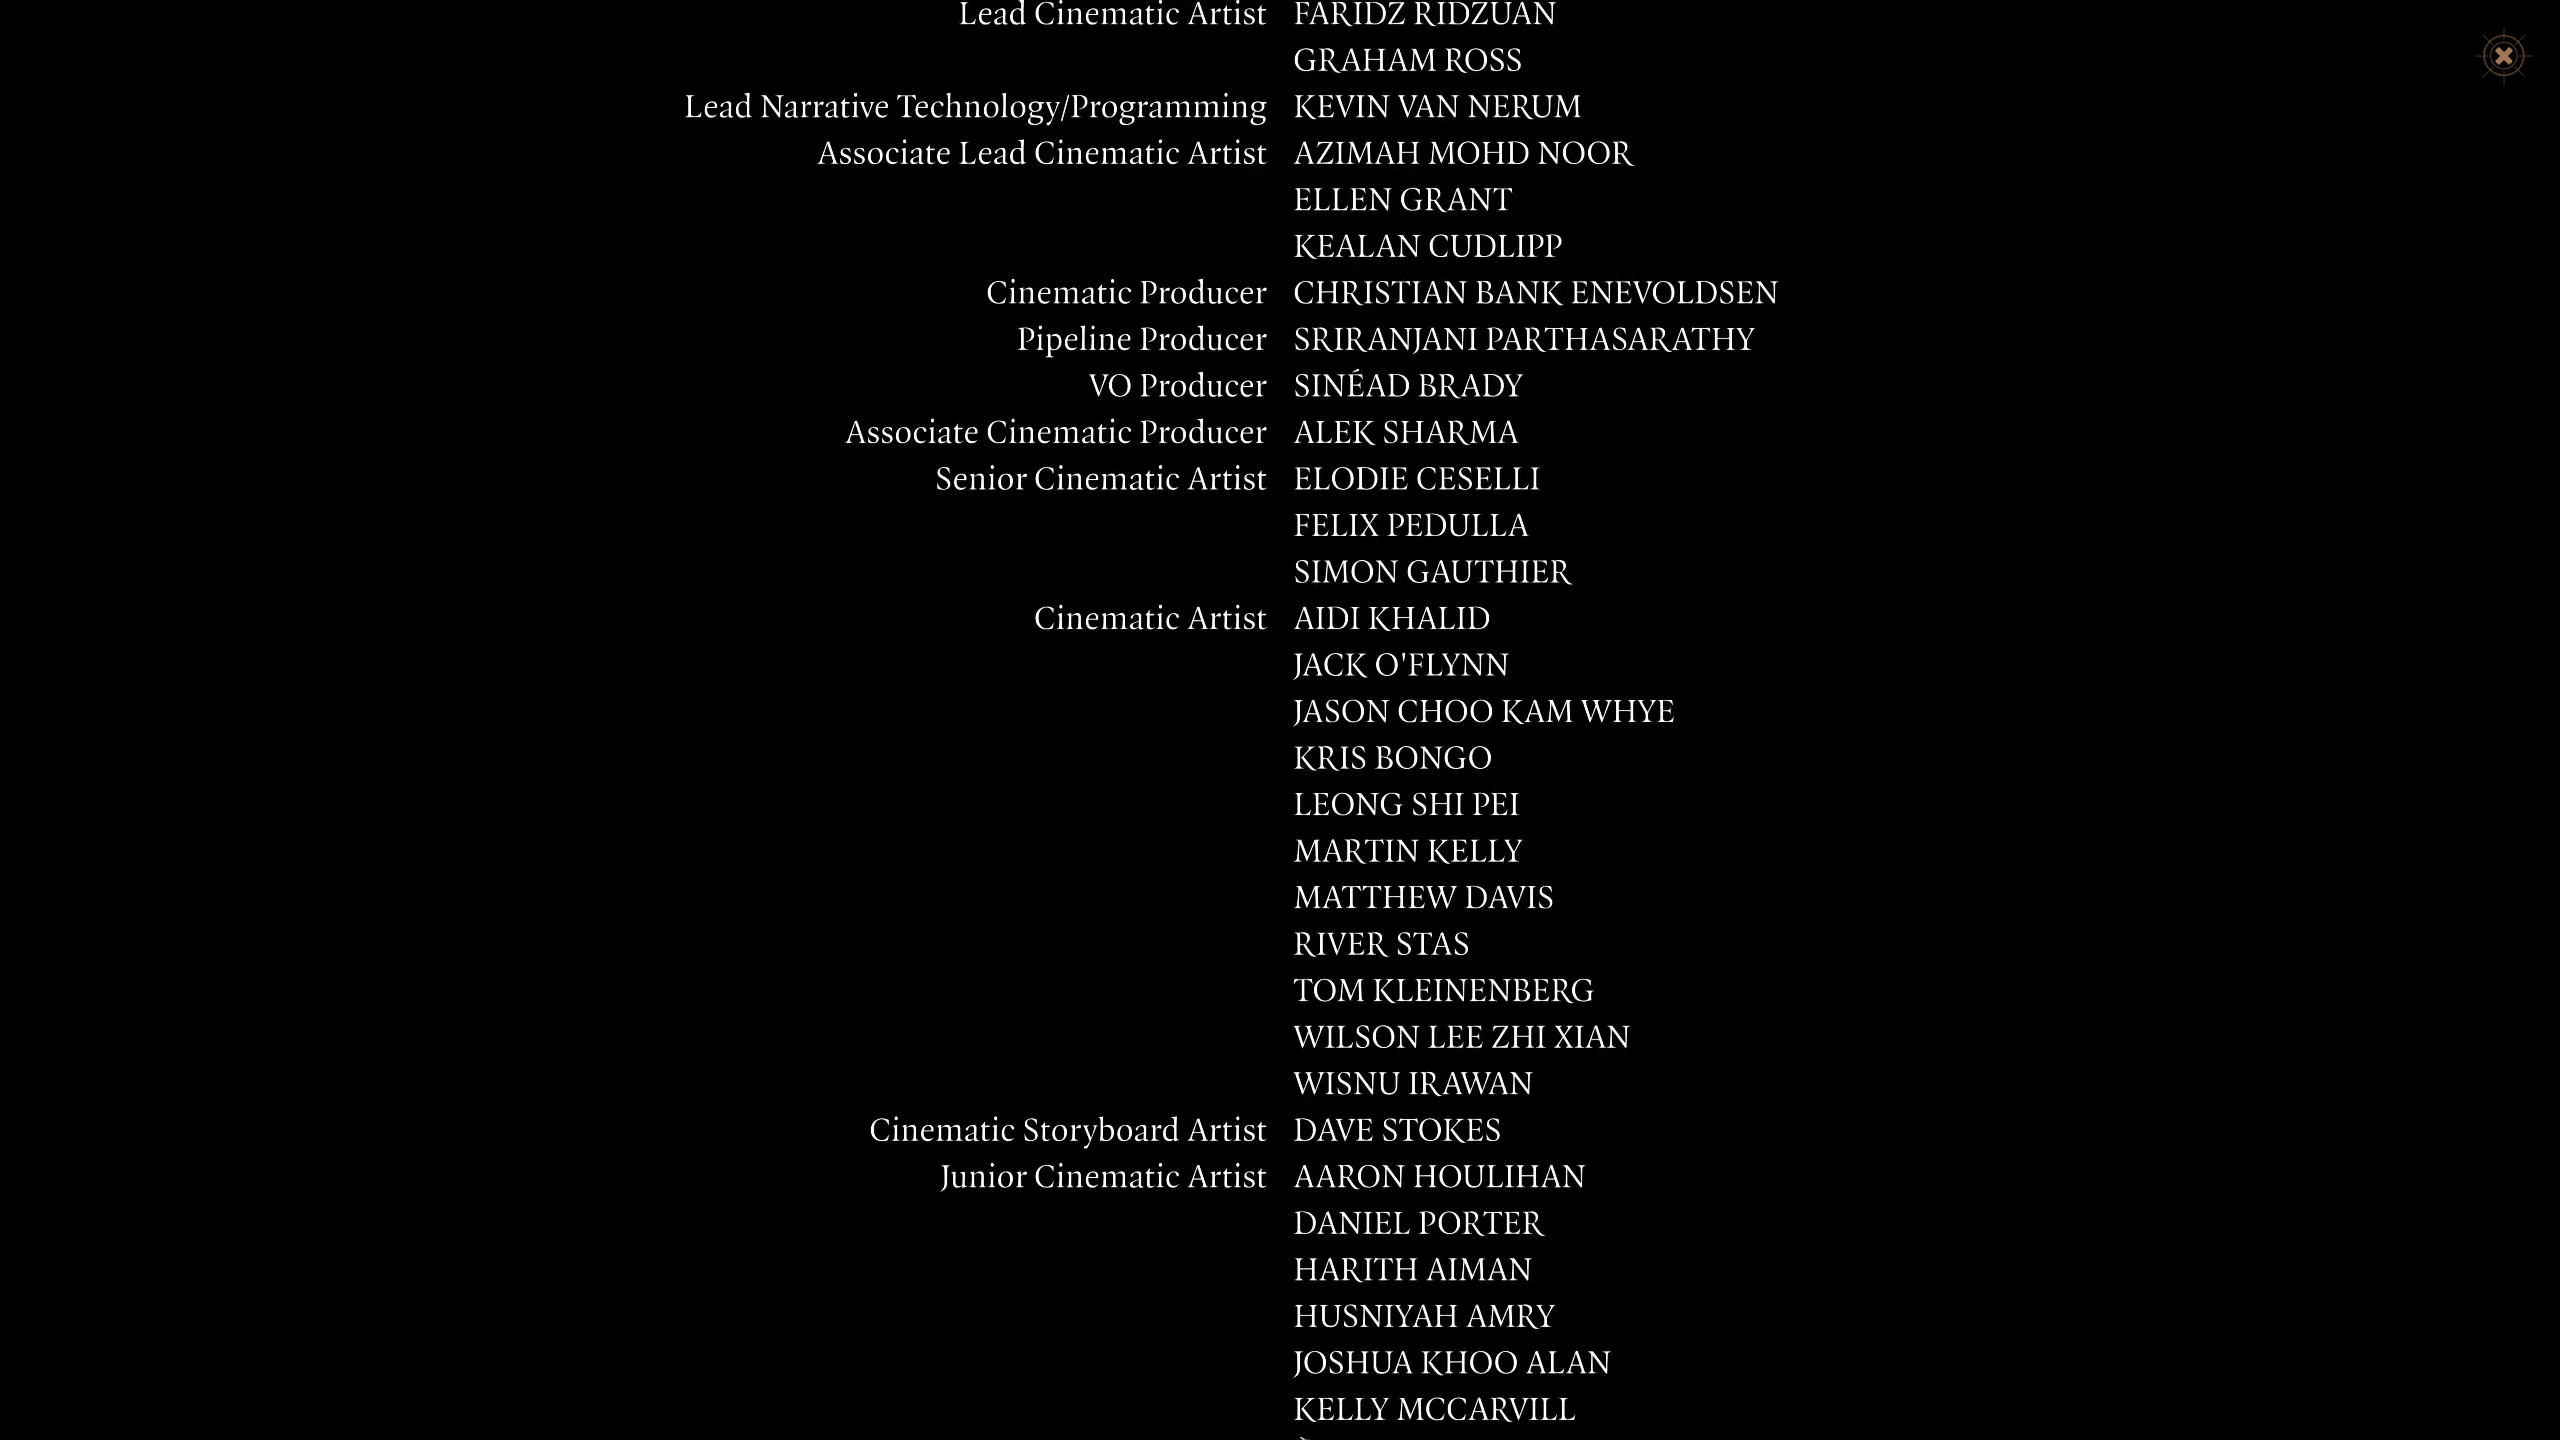 Lead Cinematic Artist FARIDZ RIDZUAN
GRAHAM ROSS
Lead Narrative Technology/Programming KEVIN VAN NERUM
Associate Lead Cinematic Artist AZIMAH MOHD NOOR
ELLEN GRANT
KEALAN CUDLIPP
Cinematic Producer CHRISTIAN BANK ENEVOLDSEN
Pipeline Producer SRIRANJANI PARTHASARATHY
VO Producer SINÉAD BRADY
Associate Cinematic Producer ALEK SHARMA
Senior Cinematic Artist ELODIE CESELLI
FELIX PEDULLA
SIMON GAUTHIER
Cinematic Artist AIDI KHALID
JACK O'FLYNN
JASON CHOO KAM WHYE
KRIS BONGO
LEONG SHI PEI
MARTIN KELLY
MATTHEW DAVIS
RIVER STAS
TOM KLEINENBERG
WILSON LEE ZHI XIAN
WISNU IRAWAN
Cinematic Storyboard Artist DAVE STOKES
Junior Cinematic Artist AARON HOULIHAN
DANIEL PORTER
HARITH AIMAN
HUSNIYAH AMRY
JOSHUA KHOO ALAN
KELLY MCCARVILL